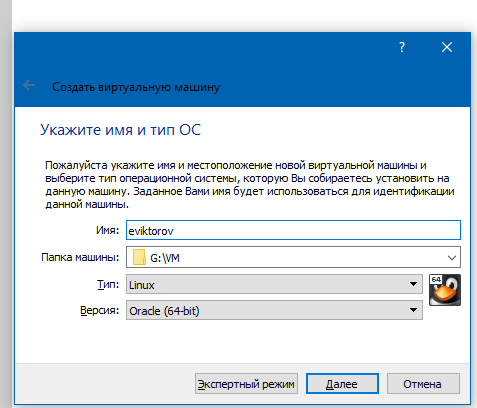 ?
Создать виртуальную машину
Укажите имя и тип ОС
Пожалуйста укажите имя и местоположение новой виртуальной машины и
выберите тип операционной системы, которую Вы собираетесь установить на
данную машину. Заданное Вами имя будет использоваться для идентификации
данной машины.
Имя: eviktorov
Папка машины: G:\VM
Тип: Linux
64
Версия: Oracle (64-bit)
Экспертный режим Далее Отмена